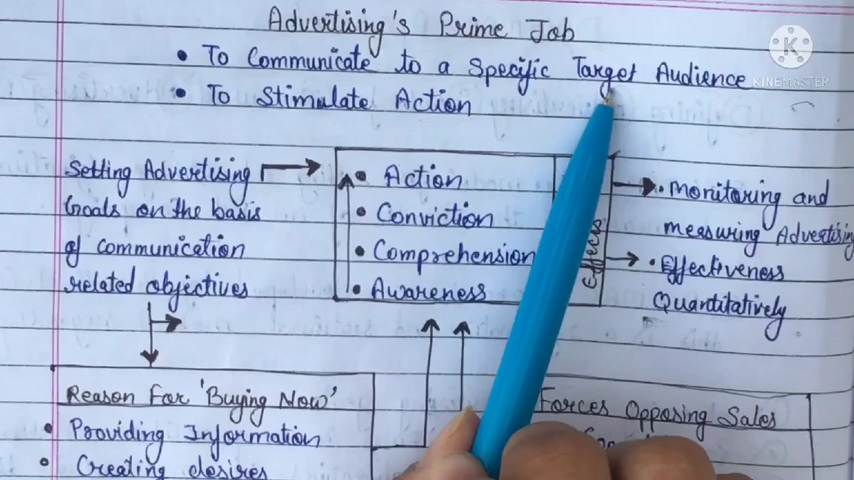 Advertising's Prime Job
• To Communicate to a Specific Target Audience
• To Stimulate Action
K
KINEMASTER
Setting Advertising
Goals on the basis
of communication
related objectives
• Action
• Conviction
• Comprehension
• Awareness
Effects
• Monitoring and
measuring Advertising
• Effectiveness
Quantitatively
Reason For 'Buying Now'
• Providing Information
• Creating desires
Forces Opposing Sales